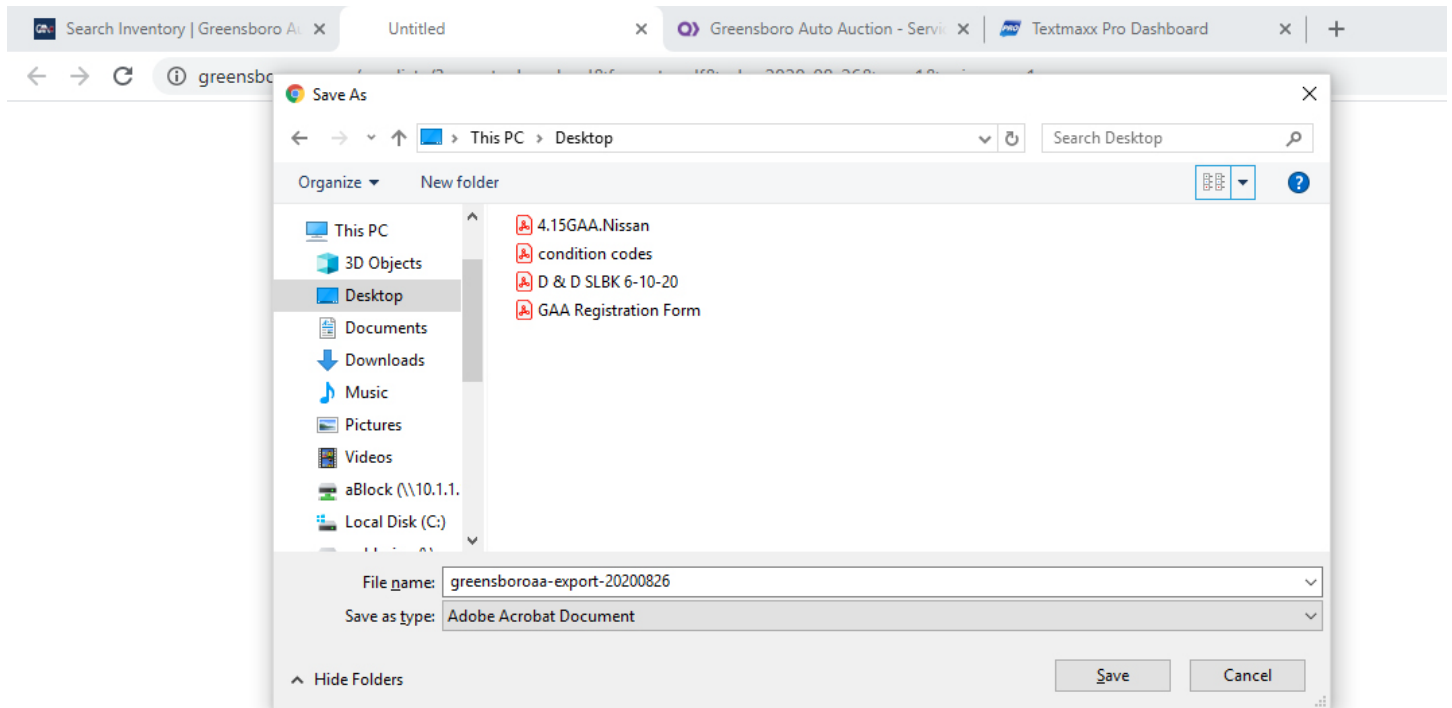 Search Inventory | Greensboro Au
Untitled
Greensboro Auto Auction - Servic
PRO
Textmaxx Pro Dashboard
Save As
This PC > Desktop
Search Desktop
Organize
New folder
This PC
3D Objects
Desktop
Documents
Downloads
Music
Pictures
Videos
aBlock (\\10.1.1.
Local Disk (C:)
4.15GAA.Nissan
condition codes
D & D SLBK 6-10-20
GAA Registration Form
File name: greensboroaa-export-20200826
Save as type: Adobe Acrobat Document
Hide Folders
Save
Cancel